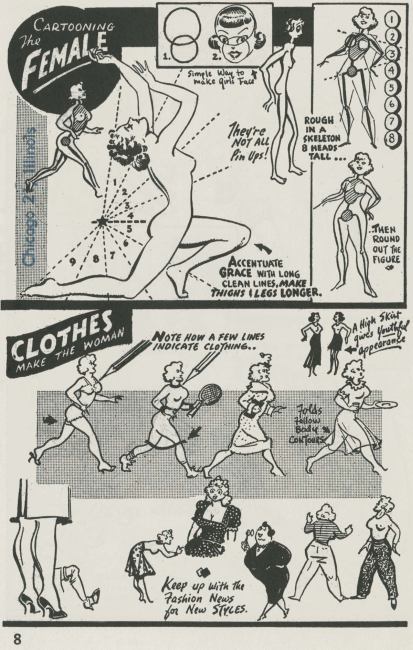 CARTOONING
The
FEMALE
1.
2.
Simple Way to
make Girls Face
They're
NOT ALL
Pin Ups!
ROUGH
IN A
SKELETON
8 HEADS
TALL...
1
2
3
4
5
6
7
8
...THEN
ROUND
OUT THE
FIGURE
Chicago 2, Illinois
2
3
4
5
6
7
8
9
ACCENTUATE
GRACE WITH LONG
CLEAN LINES, MAKE
THIGHS & LEGS LONGER.
CLOTHES
MAKE THE WOMAN
NOTE HOW A FEW LINES
INDICATE CLOTHING..
A High Skirt
gives Youthful
appearance
Folds
Follow
Body
CONTOURS
Keep up with the
Fashion News
for New STYLES.
8